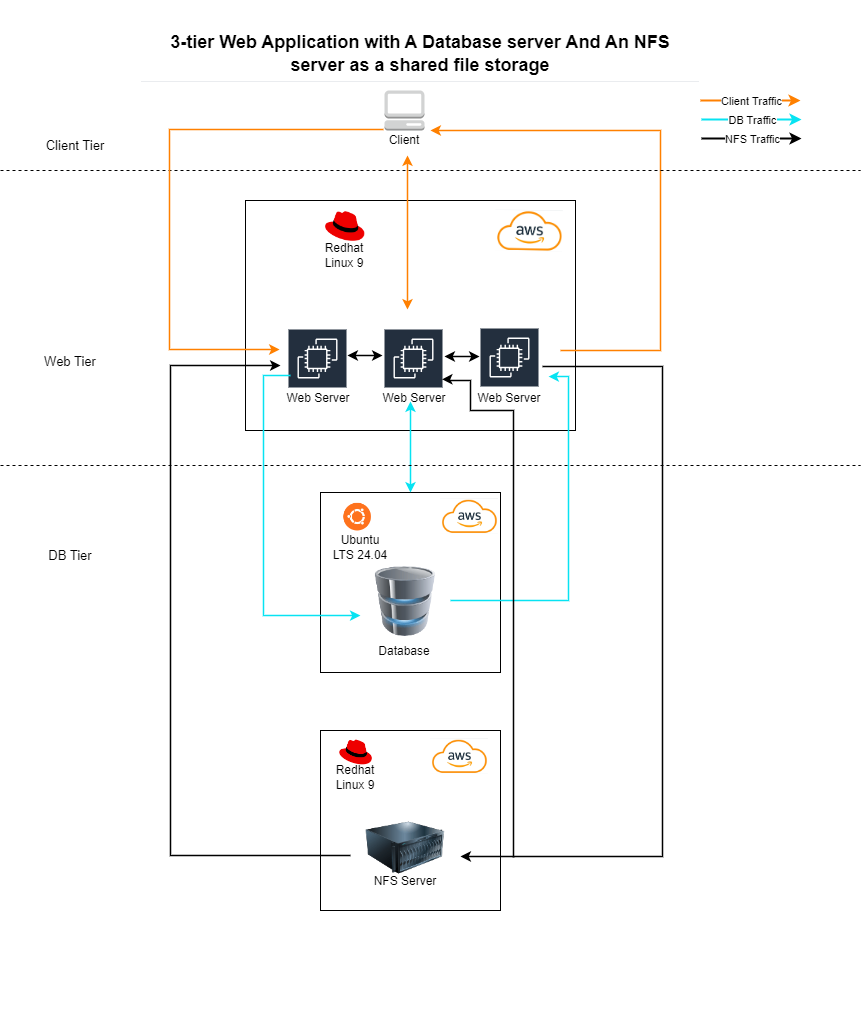 3-tier Web Application with A Database server And An NFS
server as a shared file storage
Client Traffic
DB Traffic
NFS Traffic
Client
Client Tier
Redhat
Linux 9
aws
Web Tier
Web Server
Web Server
Web Server
DB Tier
Ubuntu
LTS 24.04
aws
Database
Redhat
Linux 9
aws
NFS Server